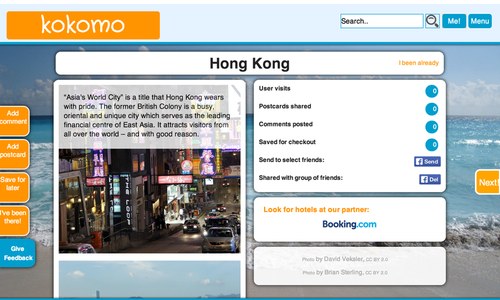 kokomo
Search..
Me!
Menu
Hong Kong
I been already
"Asia's World City" is a title that Hong Kong wears
with pride. The former British Colony is a busy,
oriental and unique city which serves as the leading
financial centre of East Asia. It attracts visitors from
all over the world – and with good reason.
User visits
0
Postcards shared
0
Comments posted
0
Saved for checkout
0
Send to select friends:
Send
Shared with group of friends:
Del
Look for hotels at our partner:
Booking.com
Photo by David Veksler, CC BY 2.0
Photo by Brian Sterling, CC BY 2.0
Add
comment
Add
postcard
Save for
later
I've been
there!
Give
Feedback
Next!